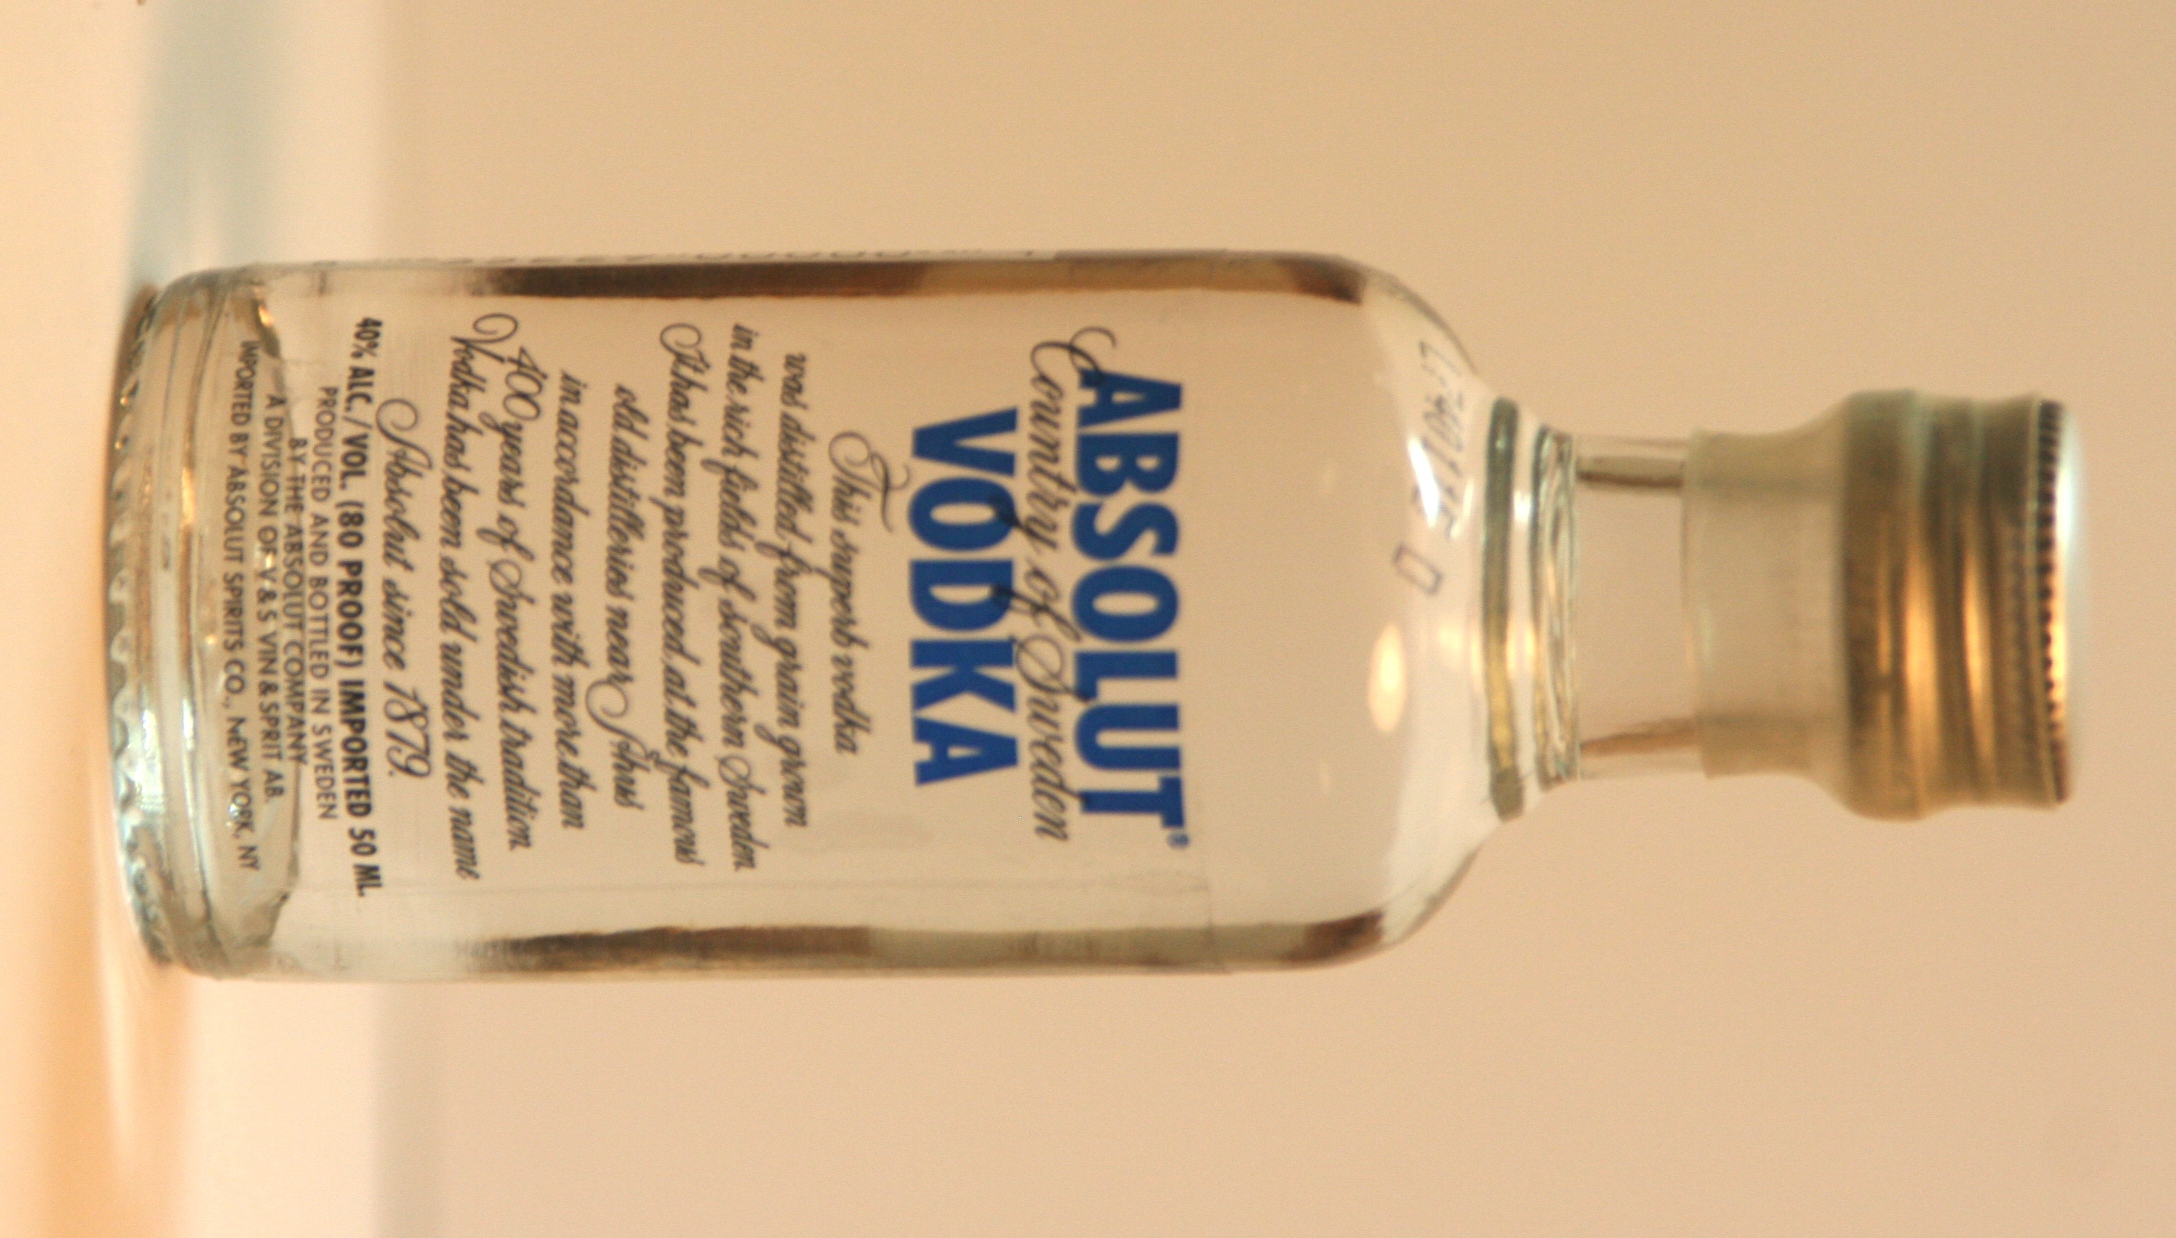 ABSOLUT®
Country of Sweden
VODKA
This superb vodka
was distilled from grain grown
in the rich fields of southern Sweden.
It has been produced at the famous
old distilleries near Åhus
in accordance with more than
400 years of Swedish tradition.
Vodka has been sold under the name
Absolut since 1879.
40% ALC./VOL. (80 PROOF) IMPORTED 50 ML.
PRODUCED AND BOTTLED IN SWEDEN
BY THE ABSOLUT COMPANY
A DIVISION OF V&S VIN & SPRIT AB.
IMPORTED BY ABSOLUT SPIRITS CO., NEW YORK, NY